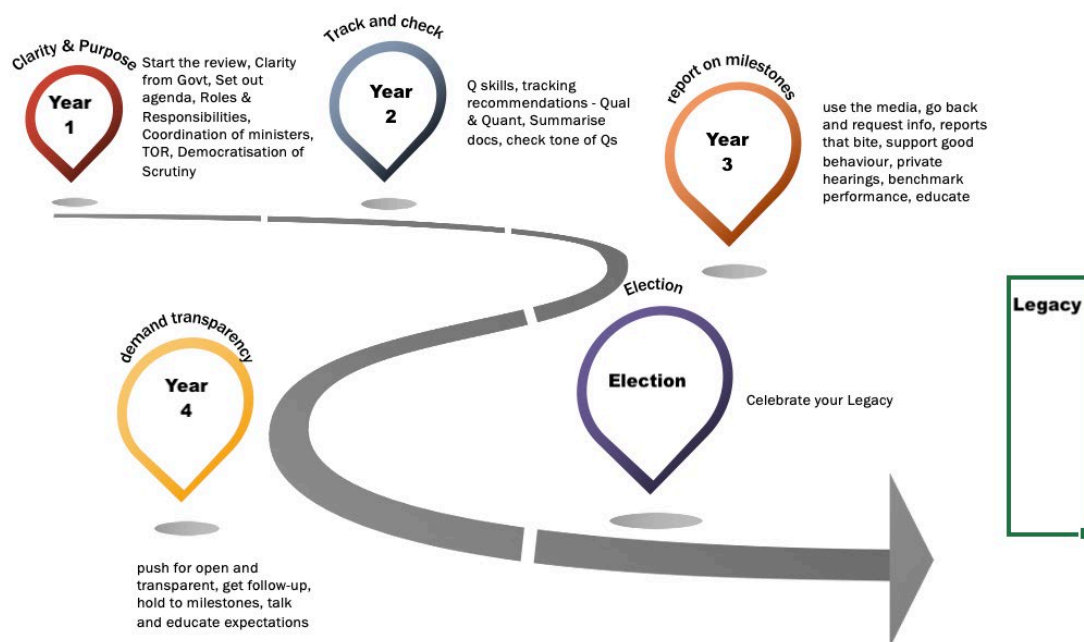 Clarity & Purpose
Year
1
Start the review, Clarity
from Govt, Set out
agenda, Roles &
Responsibilities,
Coordination of ministers,
TOR, Democratisation of
Scrutiny
Track and check
Year
2
Q skills, tracking
recommendations - Qual
& Quant, Summarise
docs, check tone of Qs
report on milestones
Year
3
use the media, go back
and request info, reports
that bite, support good
behaviour, private
hearings, benchmark
performance, educate
demand transparency
Year
4
push for open and
transparent, get follow-up,
hold to milestones, talk
and educate expectations
Election
Election
Celebrate your Legacy
Legacy